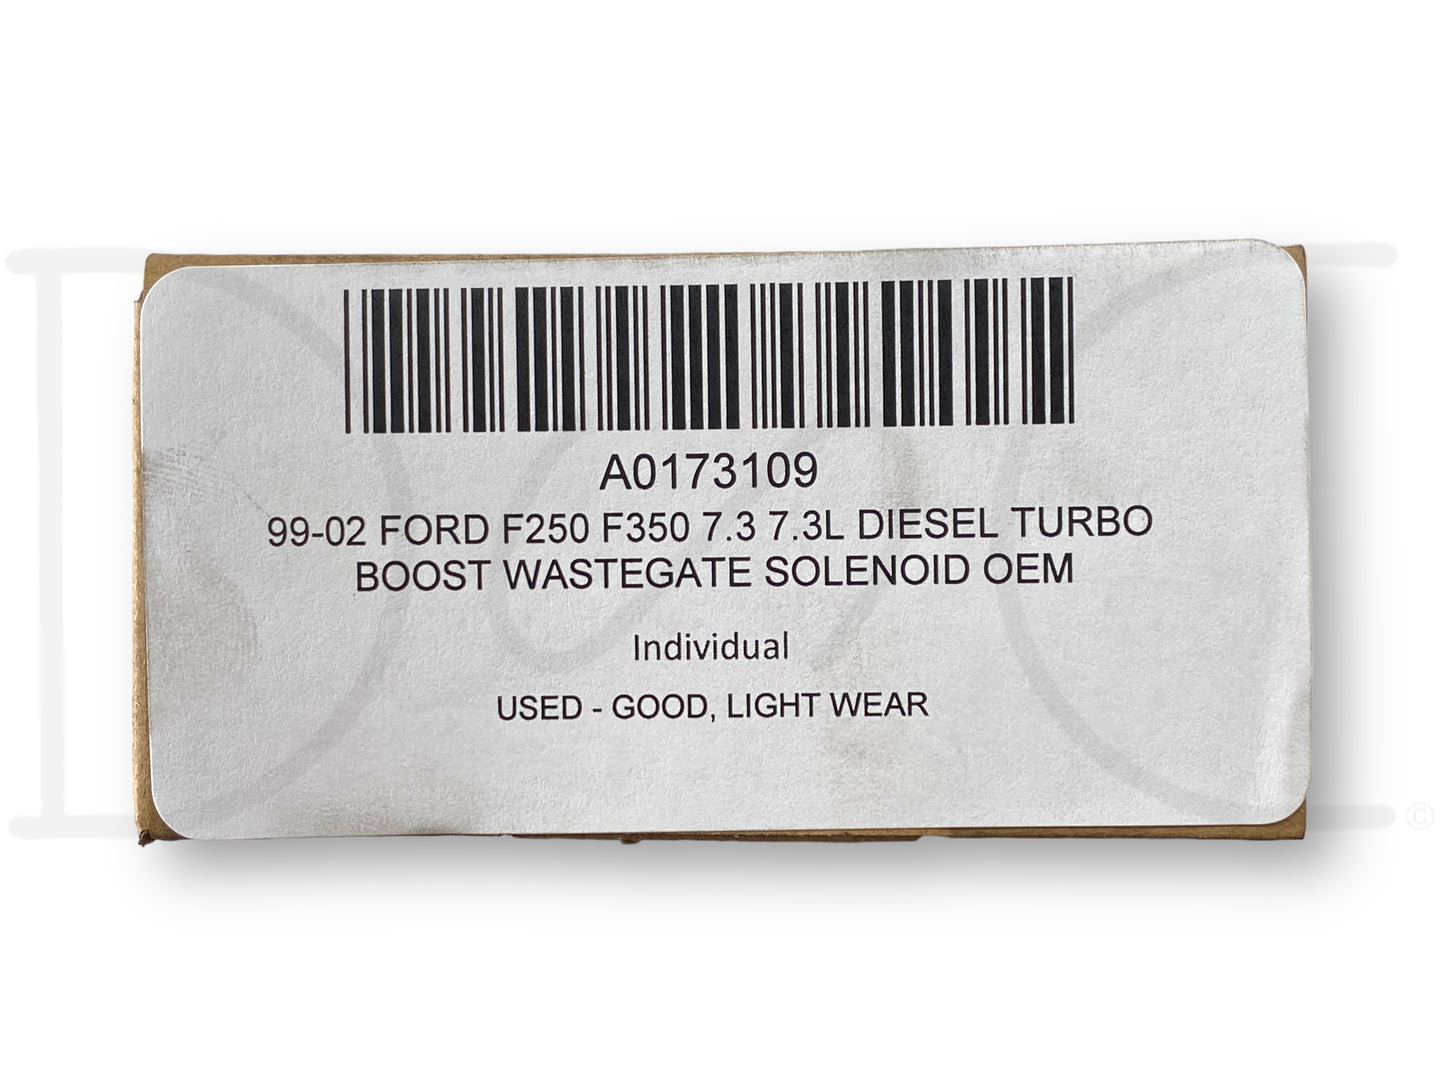 A0173109
99-02 FORD F250 F350 7.3 7.3L DIESEL TURBO
BOOST WASTEGATE SOLENOID OEM
Individual
USED - GOOD, LIGHT WEAR
©